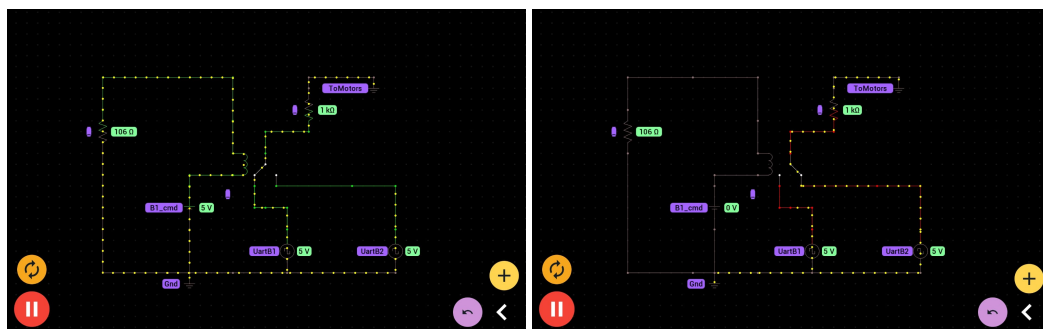 ToMotors
1 kΩ
106 Ω
B1_cmd
5 V
UartB1
5 V
UartB2
5 V
Gnd
ToMotors
1 kΩ
106 Ω
B1_cmd
0 V
UartB1
5 V
UartB2
5 V
Gnd